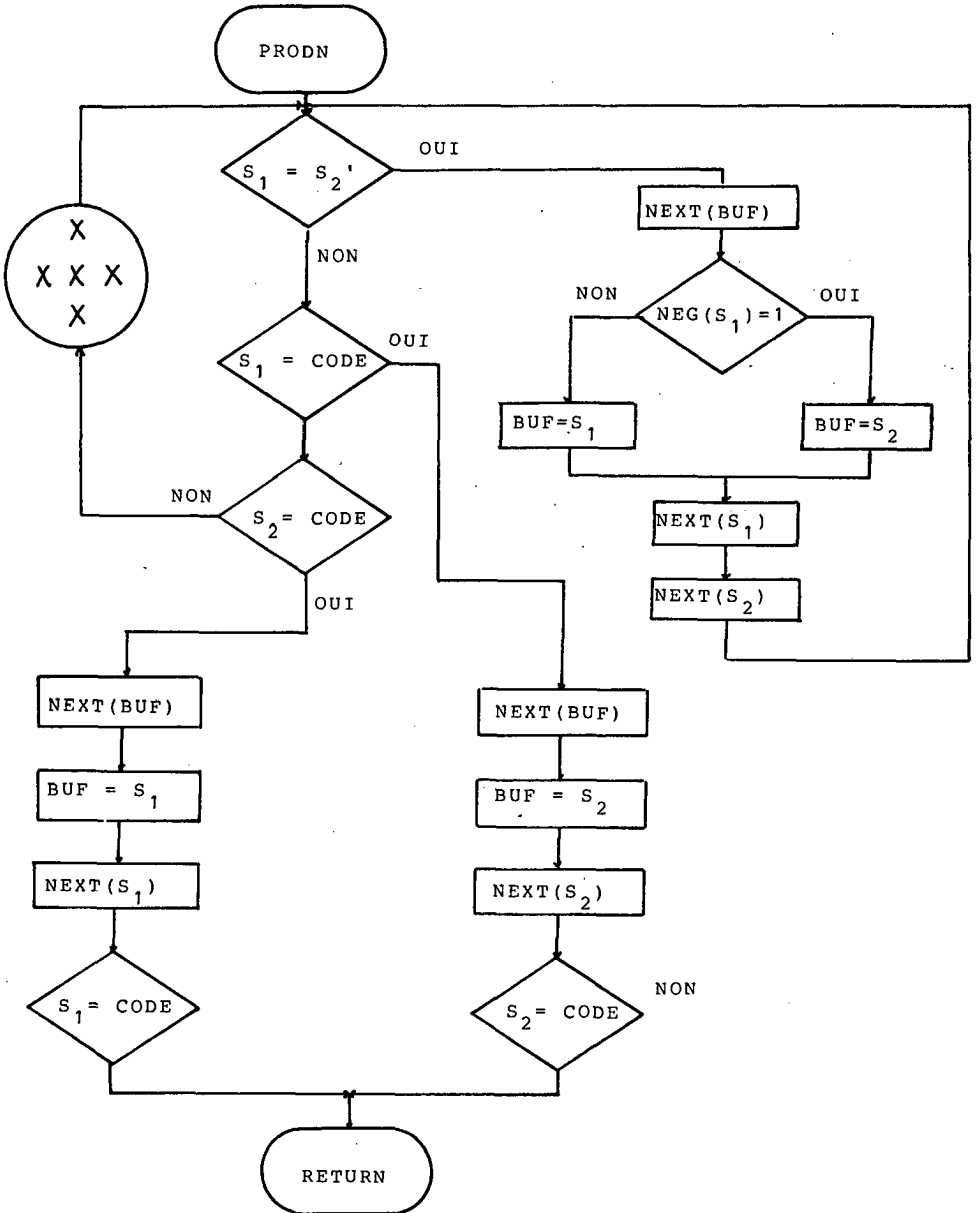 PRODN
S₁ = S₂'
OUI
NEXT(BUF)
NON
X
X X X
X
NON
NEG(S₁)=1
OUI
S₁ = CODE
OUI
BUF=S₁
BUF=S₂
NON
S₂= CODE
NEXT(S₁)
OUI
NEXT(S₂)
NEXT(BUF)
NEXT(BUF)
BUF = S₁
BUF = S₂
NEXT(S₁)
NEXT(S₂)
S₁= CODE
S₂= CODE
NON
RETURN